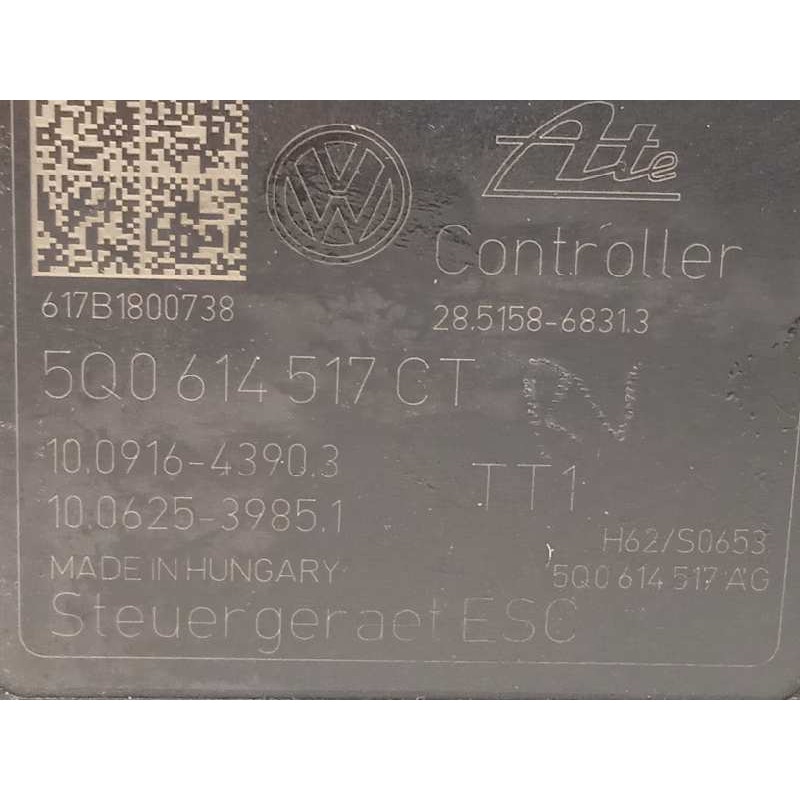 Ate
Controller
617B1800738
28.5158-6831.3
5Q0 614 517 CT
10.0916-4390.3
TT1
10.0625-3985.1
H62/S0653
MADE IN HUNGARY
5Q0 614 517 AG
Steuergeraet ESC